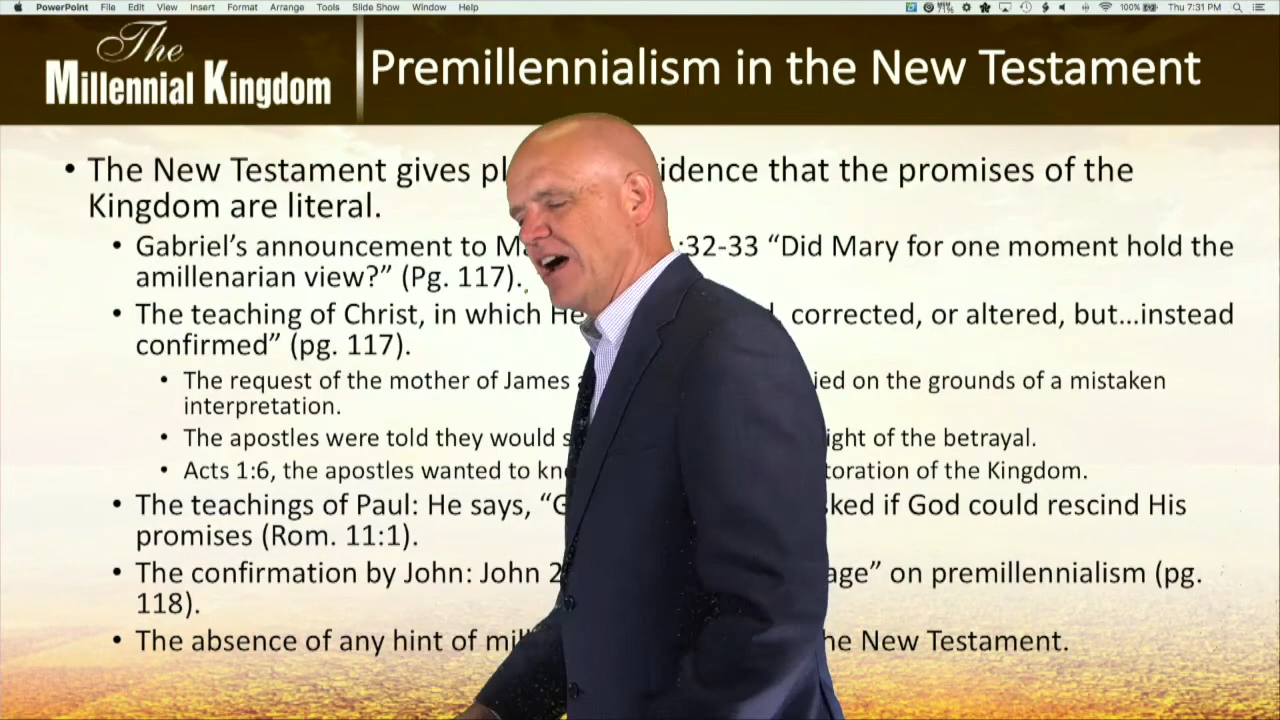 PowerPoint File Edit View Insert Format Arrange Tools Slide Show Window Help 100% Thu 7:31 PM
The
Millennial Kingdom
Premillennialism in the New Testament
• The New Testament gives pl idence that the promises of the
Kingdom are literal.
• Gabriel's announcement to Ma :32-33 “Did Mary for one moment hold the
amillenarian view?” (Pg. 117).
• The teaching of Christ, in which He , corrected, or altered, but...instead
confirmed” (pg. 117).
• The request of the mother of James ied on the grounds of a mistaken
interpretation.
• The apostles were told they would s ight of the betrayal.
• Acts 1:6, the apostles wanted to kno toration of the Kingdom.
• The teachings of Paul: He says, “G sked if God could rescind His
promises (Rom. 11:1).
• The confirmation by John: John 2 age” on premillennialism (pg.
118).
• The absence of any hint of mil he New Testament.